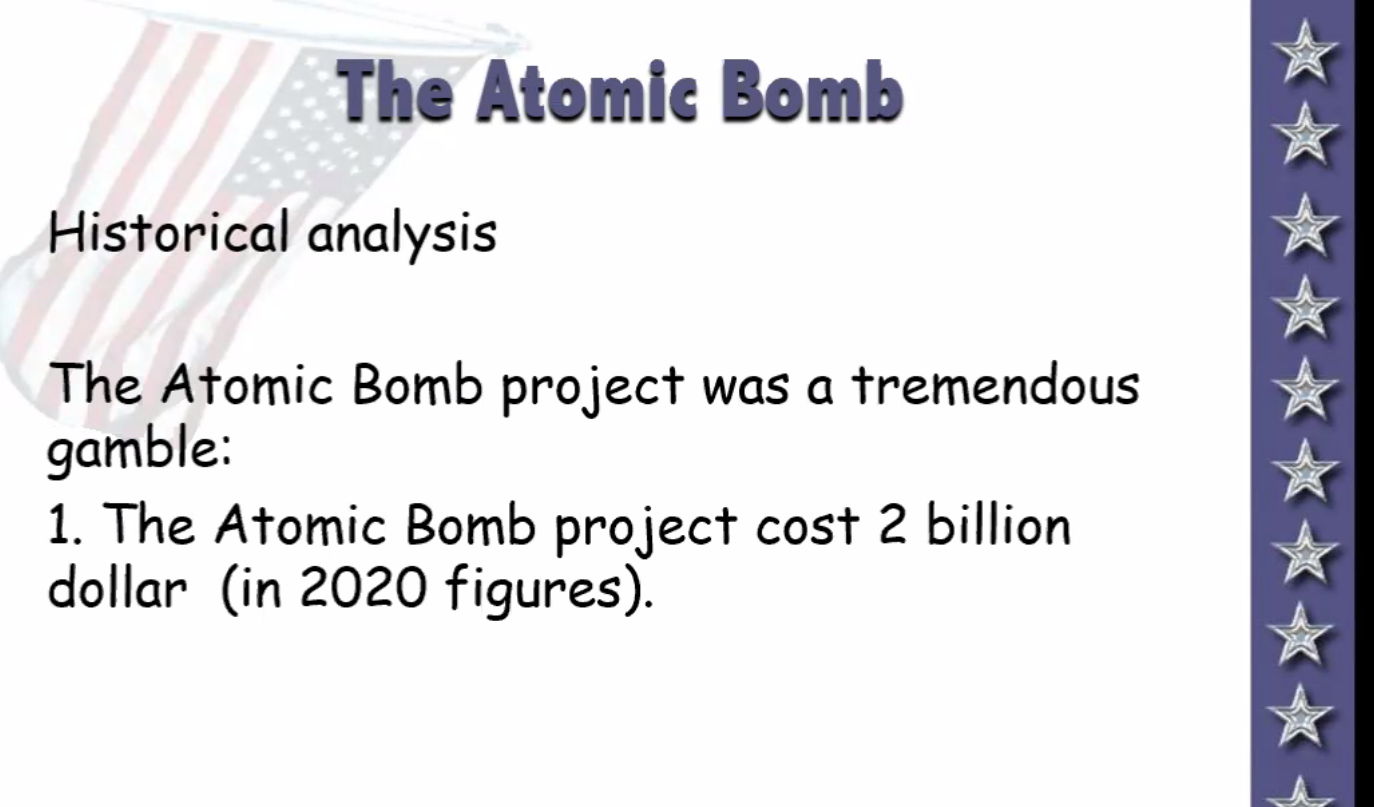 The Atomic Bomb
Historical analysis
The Atomic Bomb project was a tremendous
gamble:
1. The Atomic Bomb project cost 2 billion
dollar  (in 2020 figures).